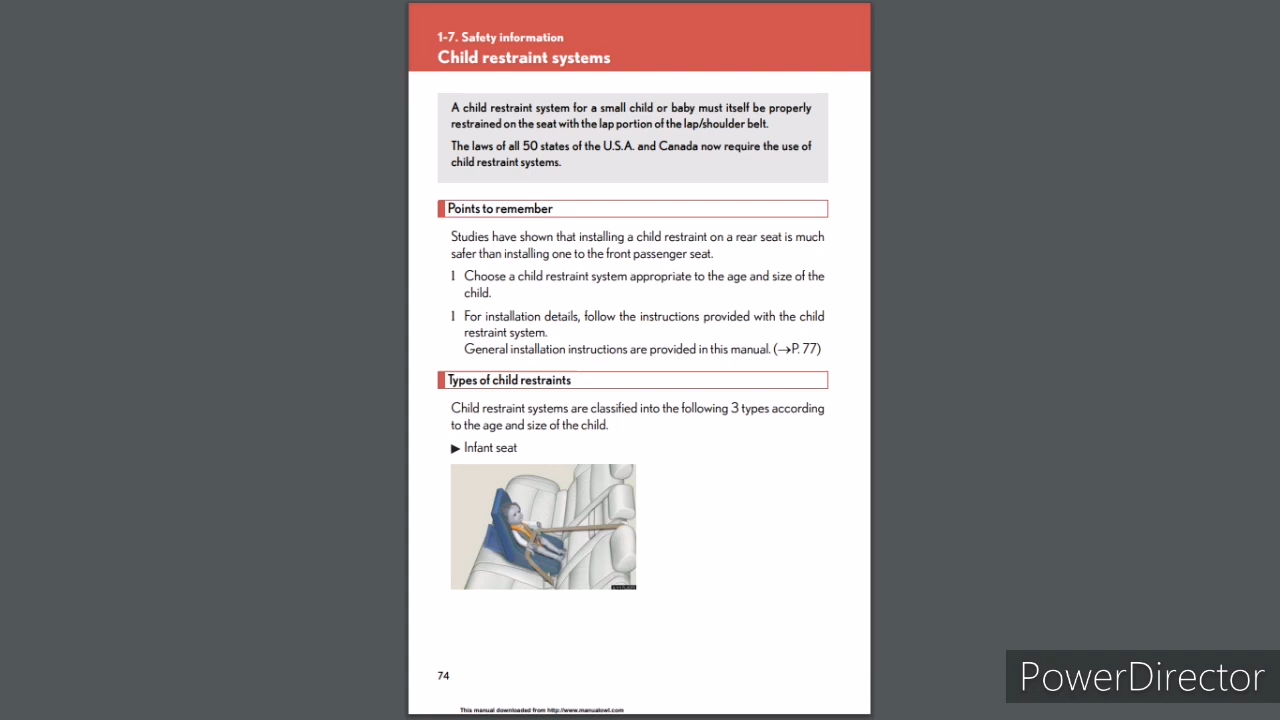 1-7. Safety information
Child restraint systems
A child restraint system for a small child or baby must itself be properly
restrained on the seat with the lap portion of the lap/shoulder belt.
The laws of all 50 states of the U.S.A. and Canada now require the use of
child restraint systems.
Points to remember
Studies have shown that installing a child restraint on a rear seat is much
safer than installing one to the front passenger seat.
l Choose a child restraint system appropriate to the age and size of the
child.
l For installation details, follow the instructions provided with the child
restraint system.
General installation instructions are provided in this manual. (→P. 77)
Types of child restraints
Child restraint systems are classified into the following 3 types according
to the age and size of the child.
▶ Infant seat
74
This manual downloaded from http://www.manualowl.com
PowerDirector